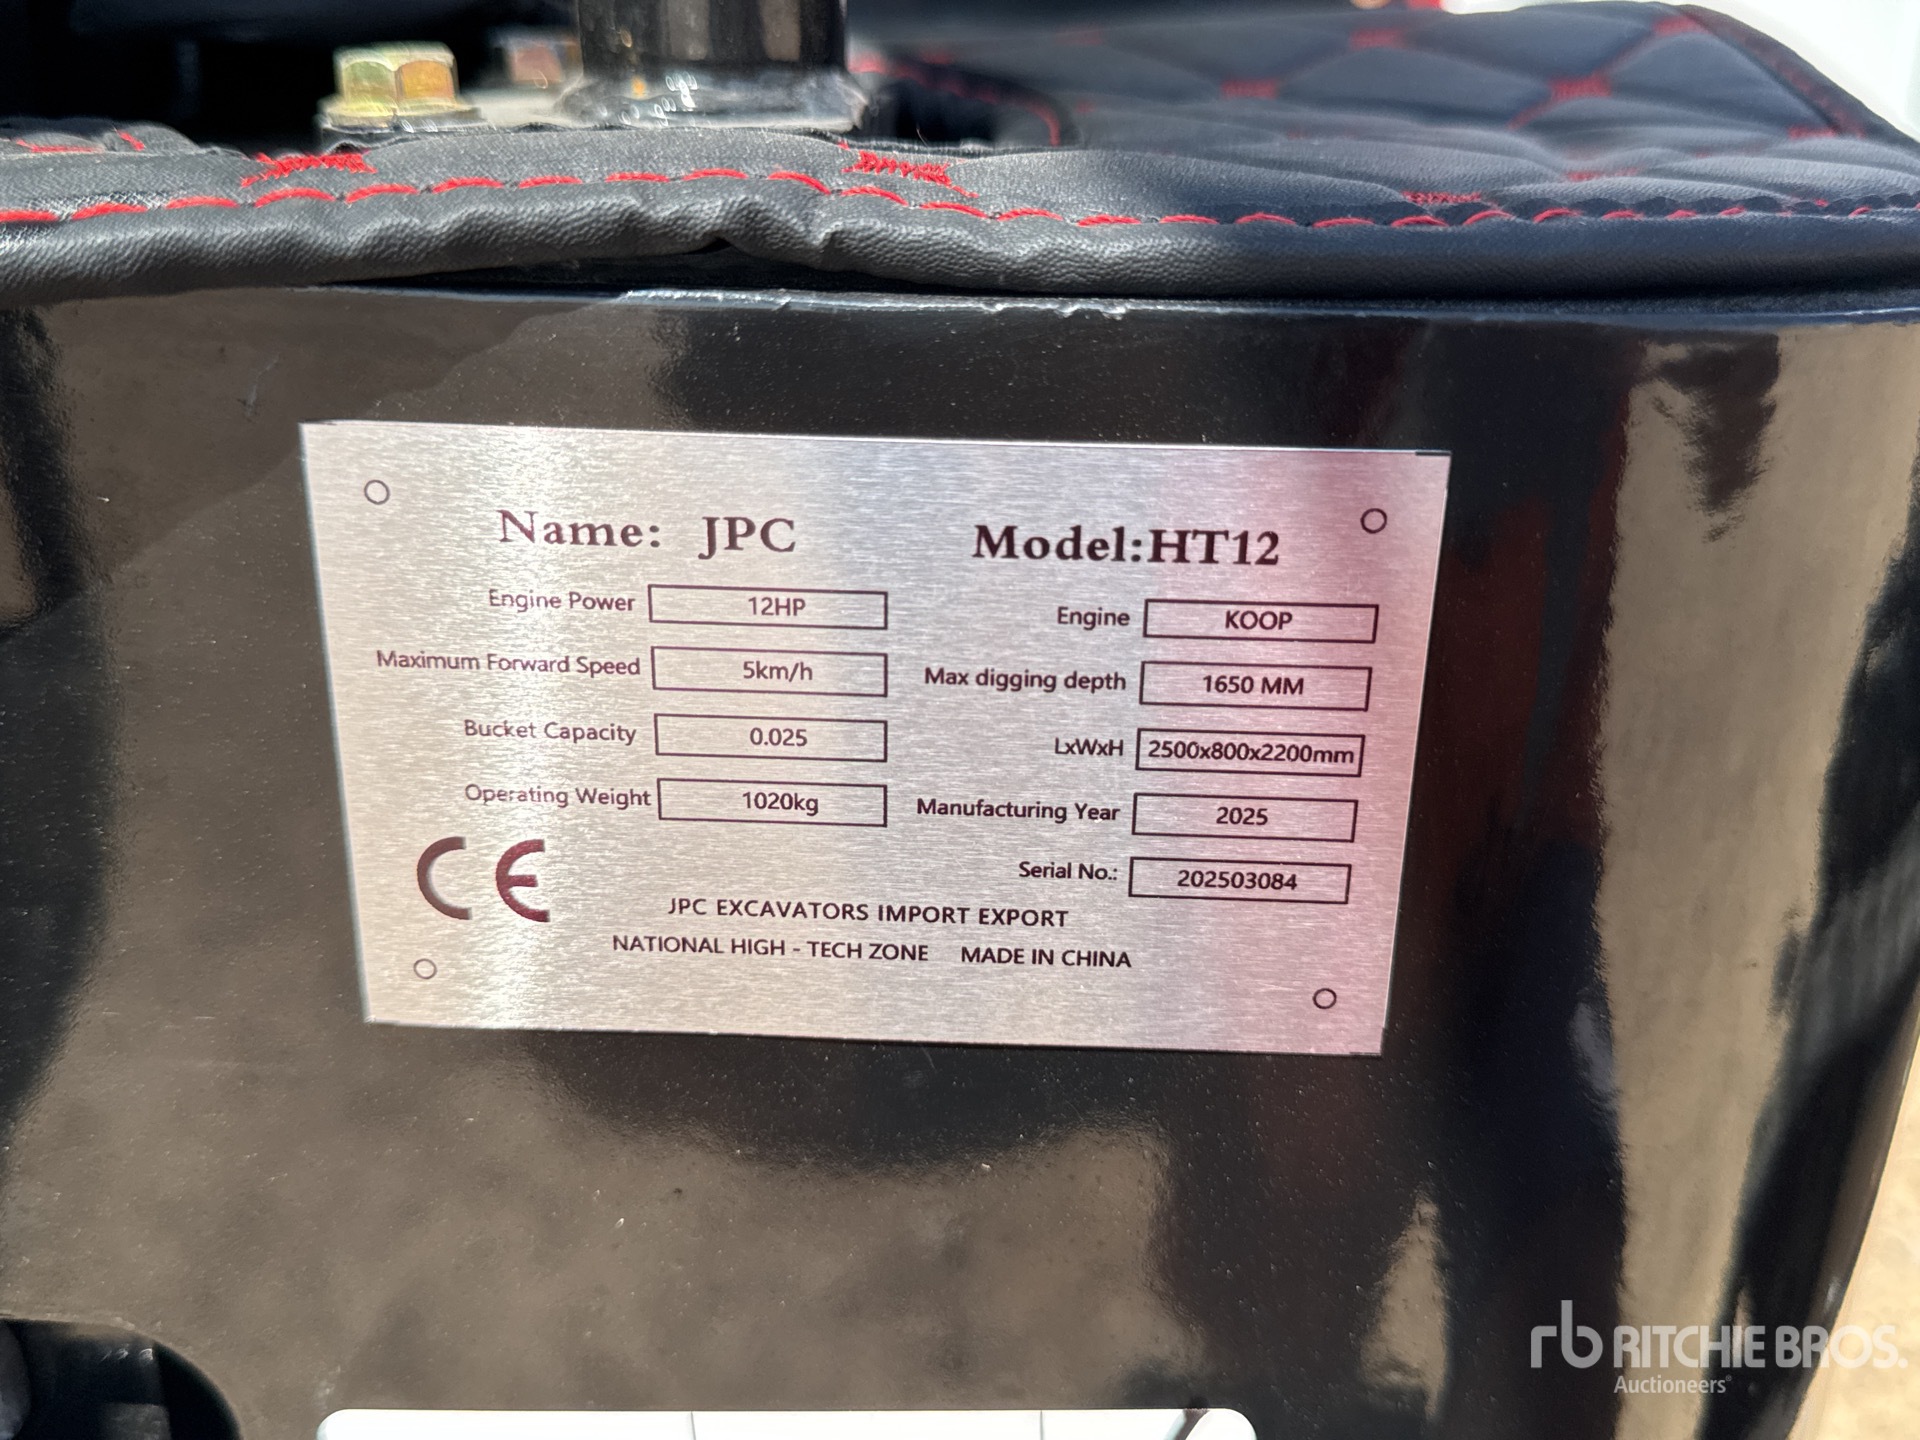 Name: JPC Model:HT12
Engine Power 12HP Engine KOOP
Maximum Forward Speed 5km/h Max digging depth 1650 MM
Bucket Capacity 0.025 LxWxH 2500x800x2200mm
Operating Weight 1020kg Manufacturing Year 2025
Serial No.: 202503084
CE
JPC EXCAVATORS IMPORT EXPORT
NATIONAL HIGH - TECH ZONE MADE IN CHINA
rb RITCHIE BROS.
Auctioneers®